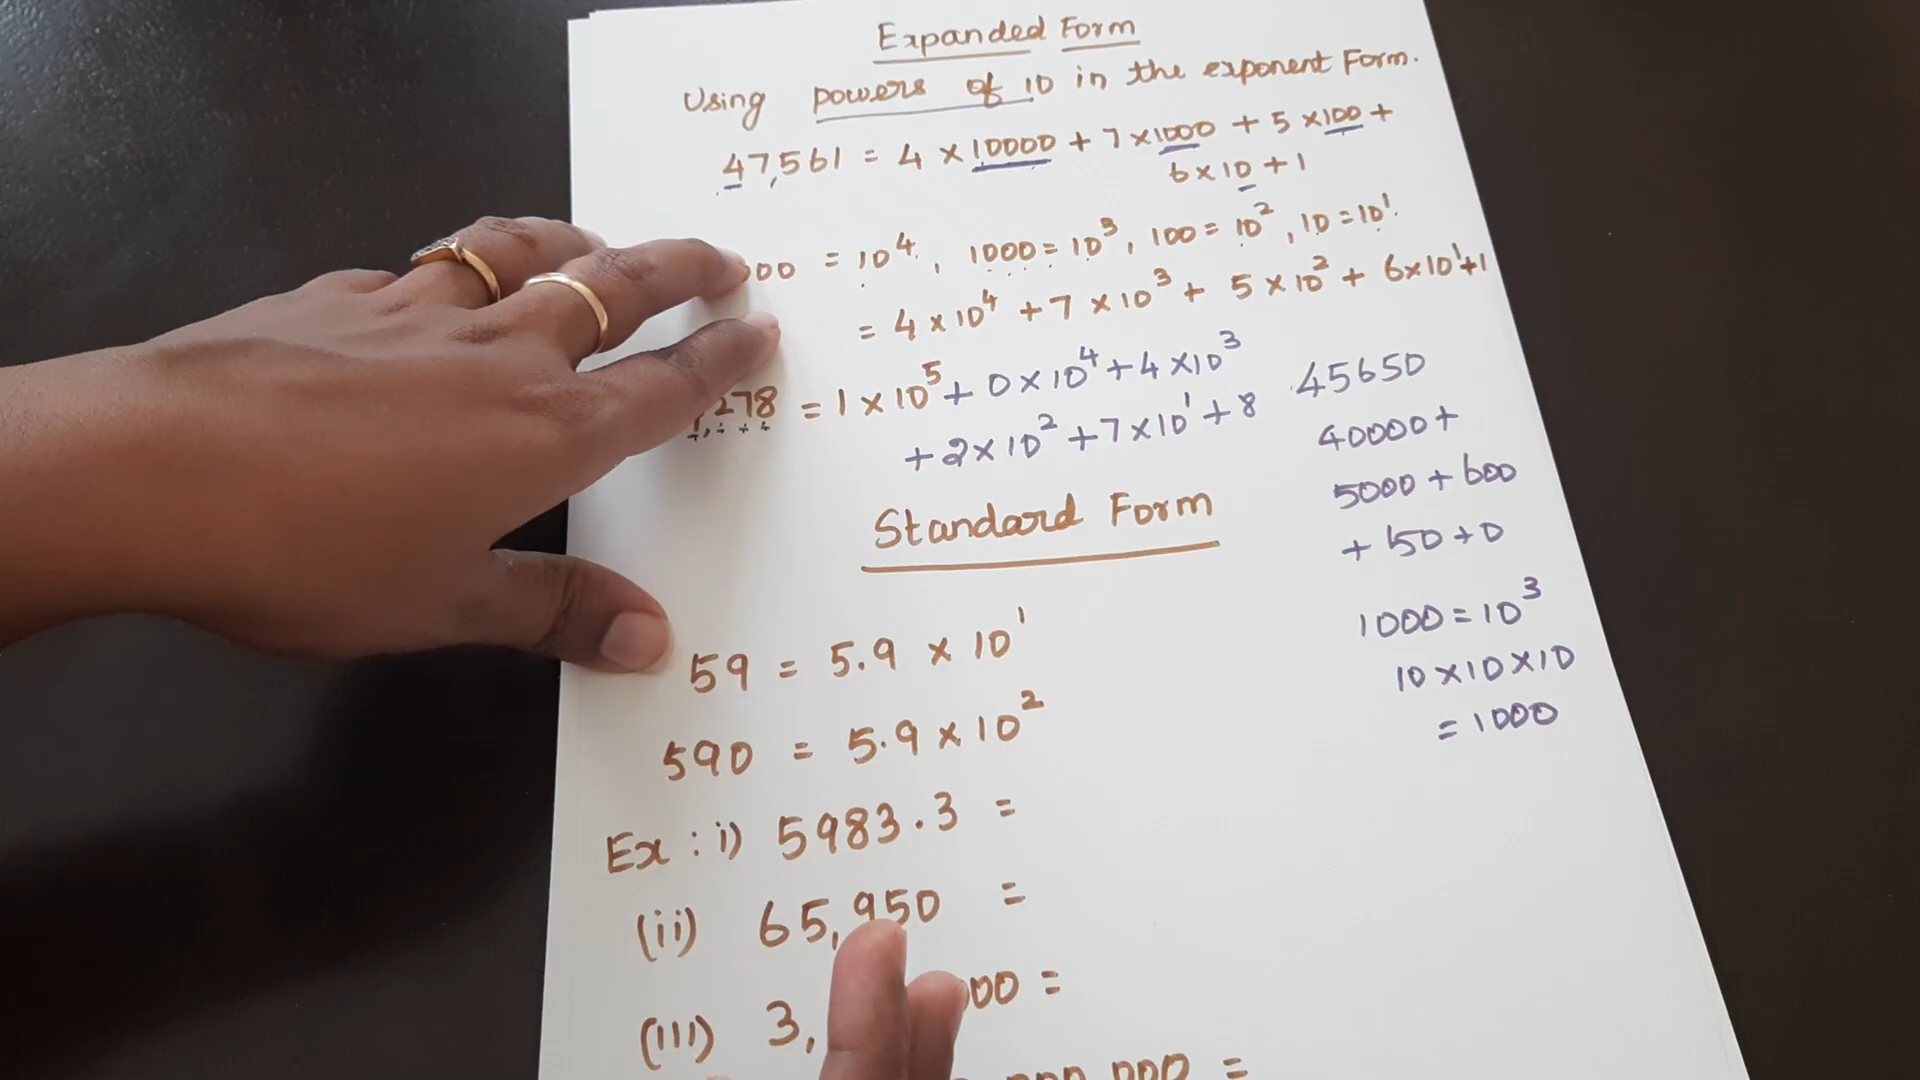 Expanded Form
Using powers of 10 in the exponent Form.
47,561 = 4 × 10000 + 7 × 1000 + 5 × 100 +
6 × 10 + 1
000 = 10⁴, 1000 = 10³, 100 = 10², 10 = 10¹.
= 4 × 10⁴ + 7 × 10³ + 5 × 10² + 6 × 10¹ + 1
,278 = 1 × 10⁵ + 0 × 10⁴ + 4 × 10³
+ 2 × 10² + 7 × 10¹ + 8
45650
40000 +
5000 + 600
+ 50 + 0
1000 = 10³
10 × 10 × 10
= 1000
Standard Form
59 = 5.9 × 10¹
590 = 5.9 × 10²
Ex : i) 5983.3 =
(ii) 65,950 =
(iii) 3, 00 =
000,000 =